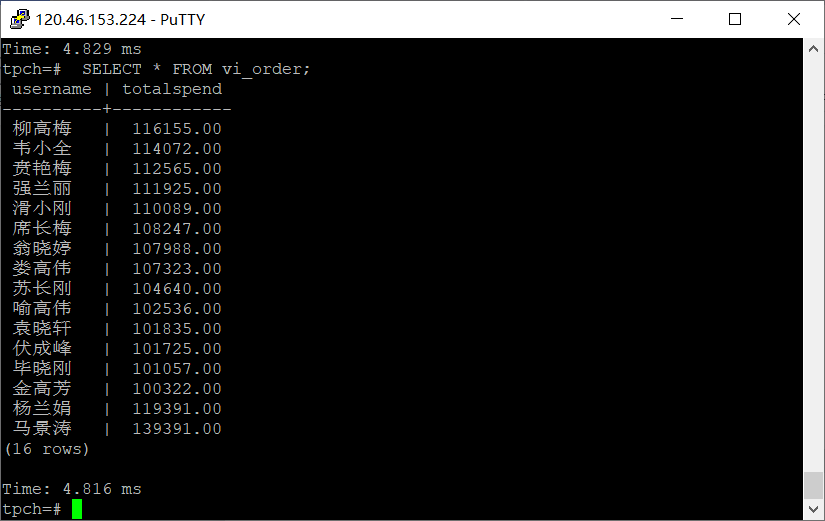 120.46.153.224 - PuTTY
Time: 4.829 ms
tpch=#  SELECT * FROM vi_order;
 username | totalspend
----------+------------
 柳高梅   |  116155.00
 韦小全   |  114072.00
 贲艳梅   |  112565.00
 强兰丽   |  111925.00
 滑小刚   |  110089.00
 席长梅   |  108247.00
 翁晓婷   |  107988.00
 娄高伟   |  107323.00
 苏长刚   |  104640.00
 喻高伟   |  102536.00
 袁晓轩   |  101835.00
 伏成峰   |  101725.00
 毕晓刚   |  101057.00
 金高芳   |  100322.00
 杨兰娟   |  119391.00
 马景涛   |  139391.00
(16 rows)
Time: 4.816 ms
tpch=#